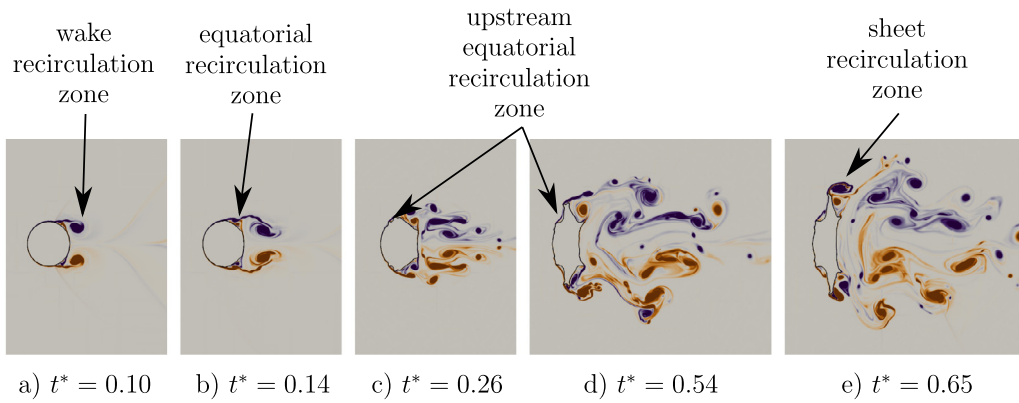 wake
recirculation
zone
equatorial
recirculation
zone
upstream
equatorial
recirculation
zone
sheet
recirculation
zone
a) t* = 0.10
b) t* = 0.14
c) t* = 0.26
d) t* = 0.54
e) t* = 0.65